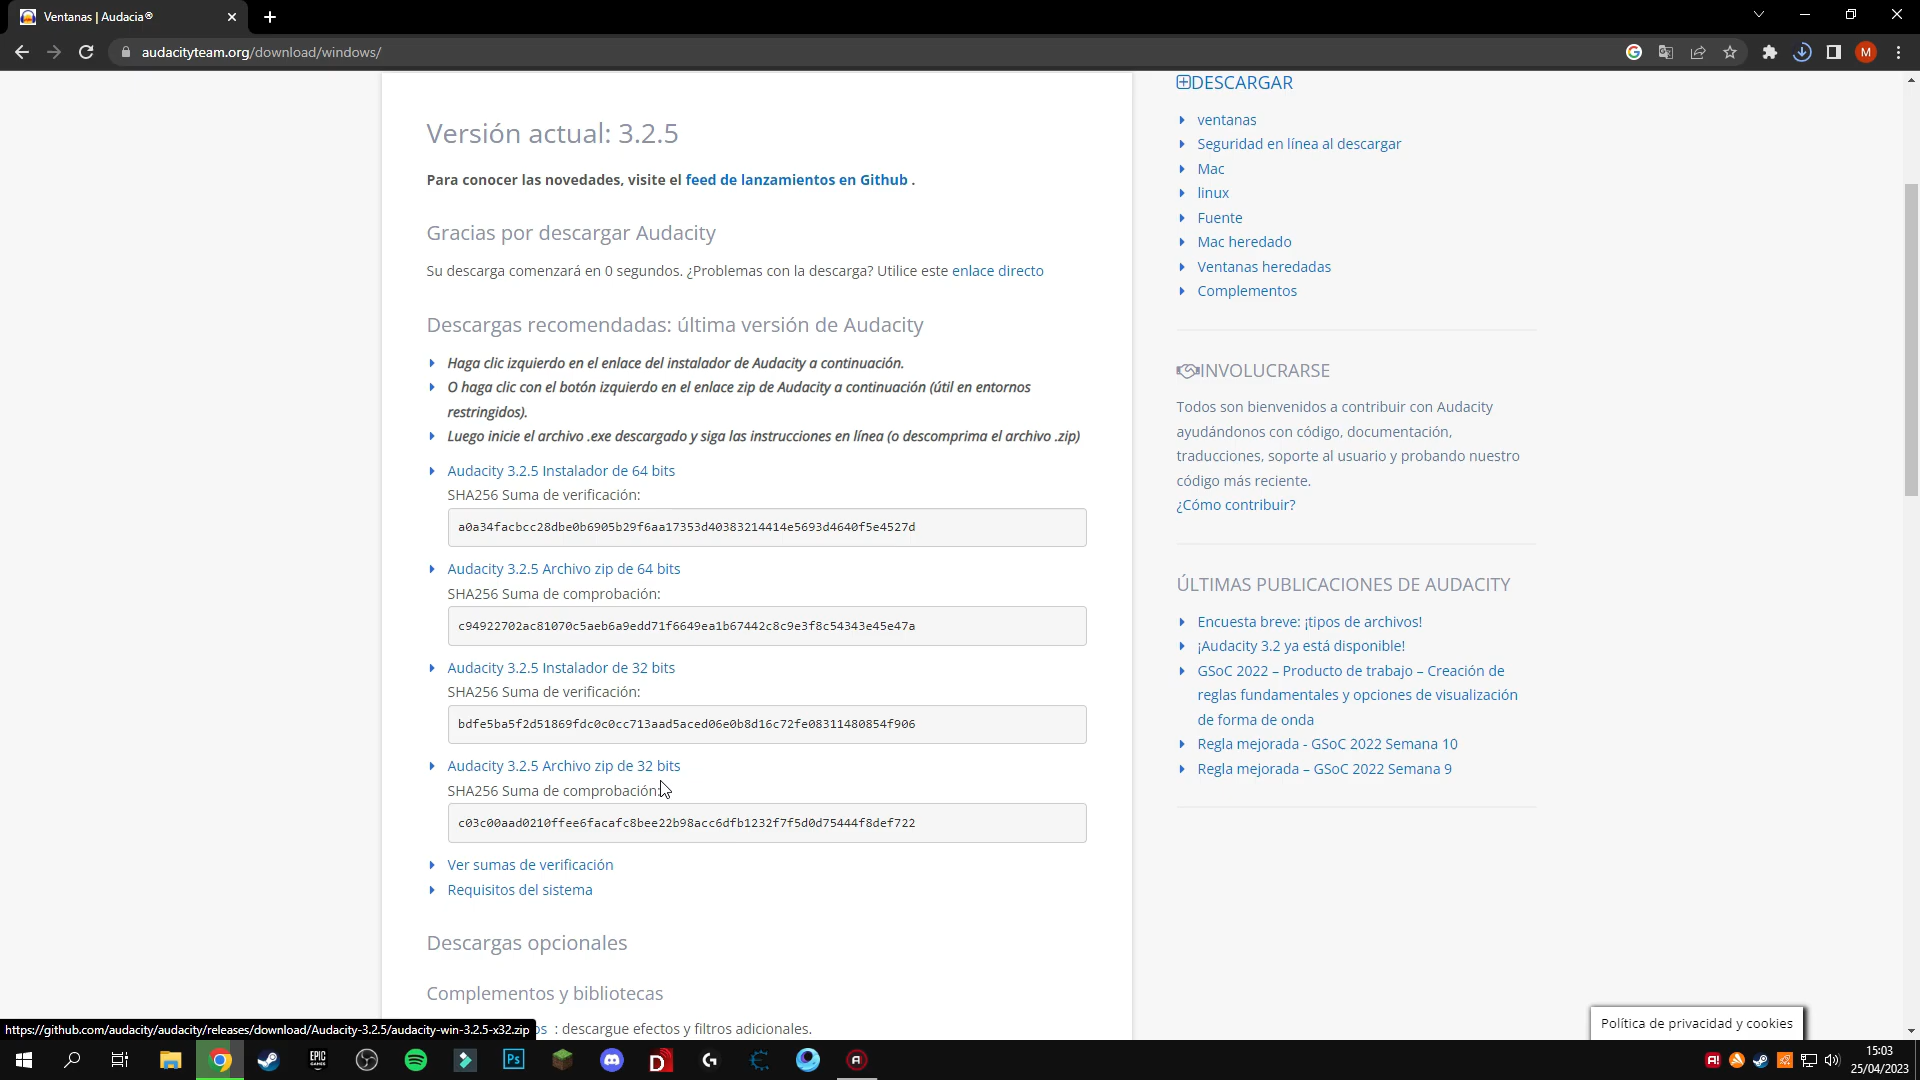 Ventanas | Audacia®
audacityteam.org/download/windows/
M
Versión actual: 3.2.5
Para conocer las novedades, visite el feed de lanzamientos en Github .
Gracias por descargar Audacity
Su descarga comenzará en 0 segundos. ¿Problemas con la descarga? Utilice este enlace directo
Descargas recomendadas: última versión de Audacity
Haga clic izquierdo en el enlace del instalador de Audacity a continuación.
O haga clic con el botón izquierdo en el enlace zip de Audacity a continuación (útil en entornos
restringidos).
Luego inicie el archivo .exe descargado y siga las instrucciones en línea (o descomprima el archivo .zip)
Audacity 3.2.5 Instalador de 64 bits
SHA256 Suma de verificación:
a0a34facbcc28dbe0b6905b29f6aa17353d40383214414e5693d4640f5e4527d
Audacity 3.2.5 Archivo zip de 64 bits
SHA256 Suma de comprobación:
c94922702ac81070c5aeb6a9edd71f6649ea1b67442c8c9e3f8c54343e45e47a
Audacity 3.2.5 Instalador de 32 bits
SHA256 Suma de verificación:
bdfe5ba5f2d51869fdc0c0cc713aad5aced06e0b8d16c72fe08311480854f906
Audacity 3.2.5 Archivo zip de 32 bits
SHA256 Suma de comprobación:
c03c00aad0210ffee6facafc8bee22b98acc6dfb1232f7f5d0d75444f8def722
Ver sumas de verificación
Requisitos del sistema
Descargas opcionales
Complementos y bibliotecas
os : descargue efectos y filtros adicionales.
DESCARGAR
ventanas
Seguridad en línea al descargar
Mac
linux
Fuente
Mac heredado
Ventanas heredadas
Complementos
INVOLUCRARSE
Todos son bienvenidos a contribuir con Audacity
ayudándonos con código, documentación,
traducciones, soporte al usuario y probando nuestro
código más reciente.
¿Cómo contribuir?
ÚLTIMAS PUBLICACIONES DE AUDACITY
Encuesta breve: ¡tipos de archivos!
¡Audacity 3.2 ya está disponible!
GSoC 2022 – Producto de trabajo – Creación de
reglas fundamentales y opciones de visualización
de forma de onda
Regla mejorada - GSoC 2022 Semana 10
Regla mejorada – GSoC 2022 Semana 9
Política de privacidad y cookies
https://github.com/audacity/audacity/releases/download/Audacity-3.2.5/audacity-win-3.2.5-x32.zip
EPIC
GAMES
Ps
15:03
25/04/2023